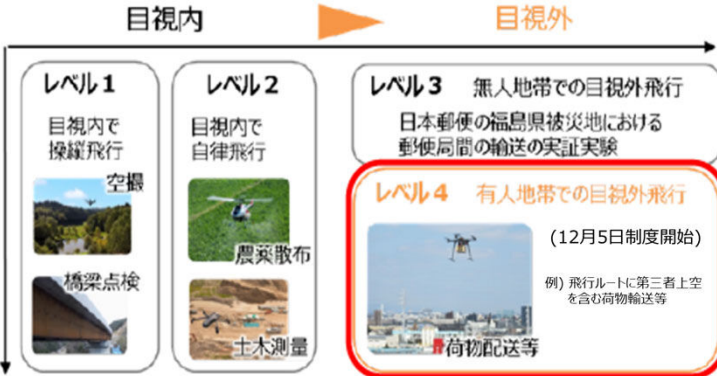 目視内
目視外
レベル1
目視内で
操縦飛行
空撮
橋梁点検
レベル2
目視内で
自律飛行
農薬散布
土木測量
レベル3 無人地帯での目視外飛行
日本郵便の福島県被災地における
郵便局間の輸送の実証実験
レベル4 有人地帯での目視外飛行
(12月5日制度開始)
例) 飛行ルートに第三者上空
を含む荷物輸送等
荷物配送等